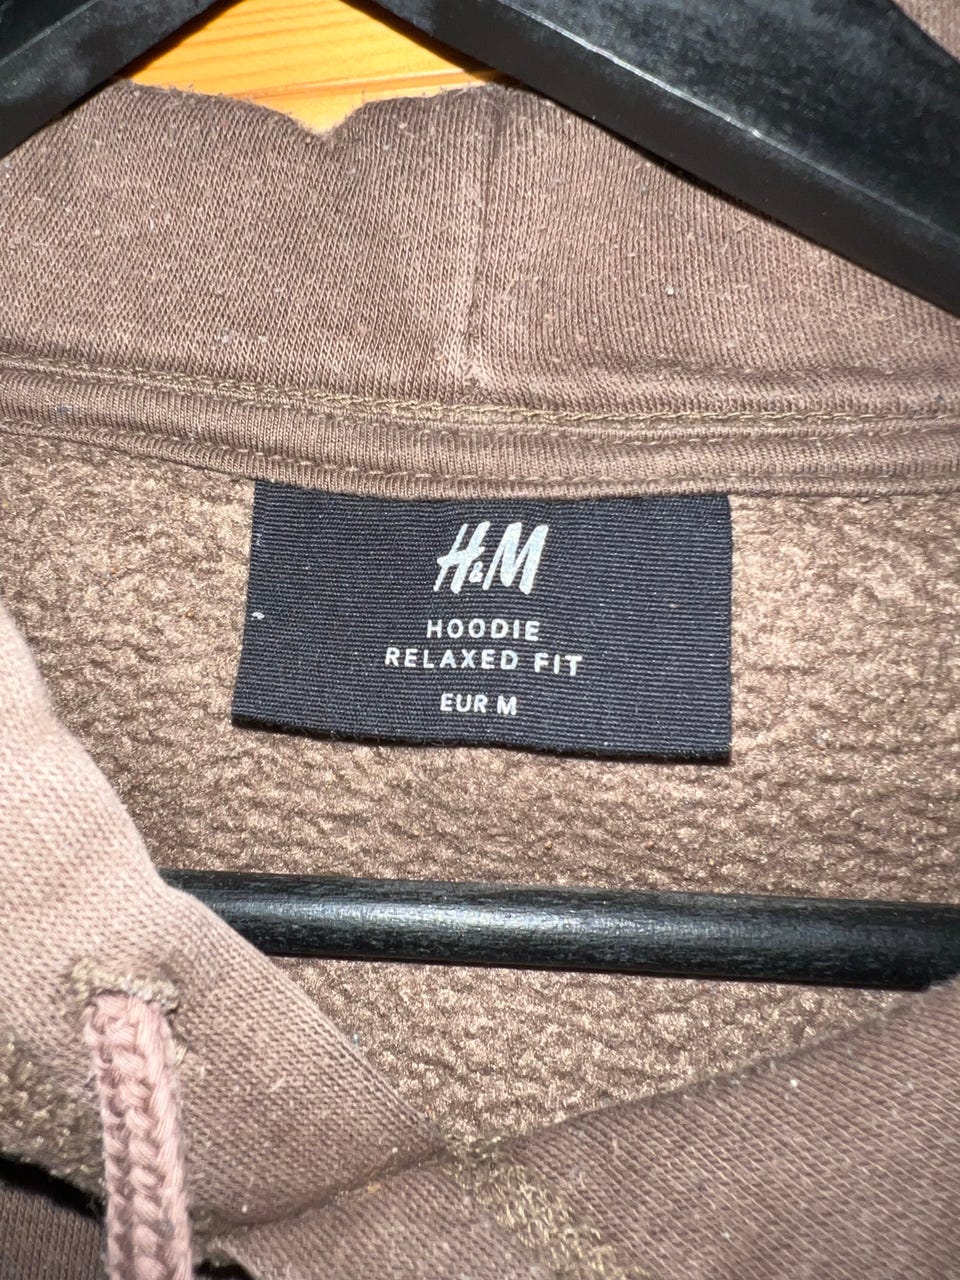 H&M
HOODIE
RELAXED FIT
EUR M